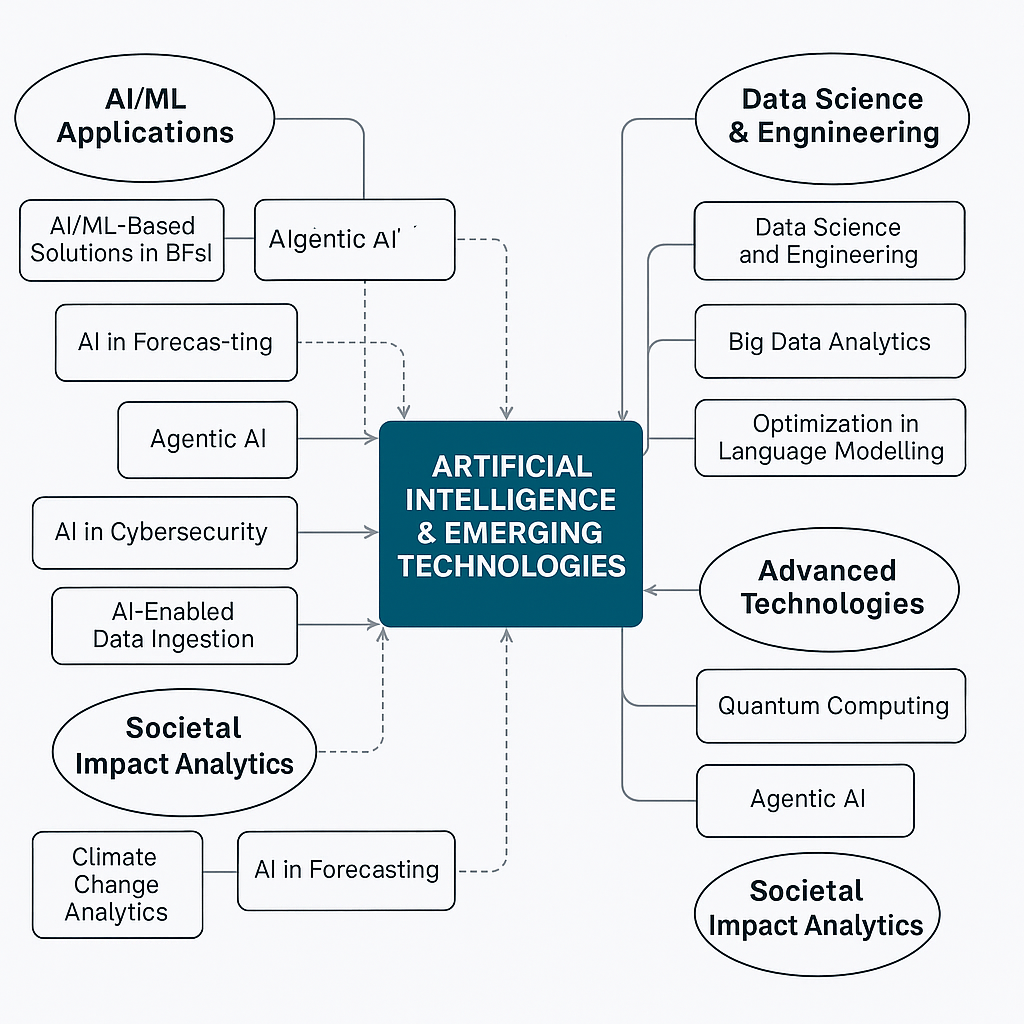 AI/ML
Applications
Data Science
& Engnineering
AI/ML-Based
Solutions in BFsI
AIgentic AI'
Data Science
and Engineering
AI in Forecas-ting
Big Data Analytics
Agentic AI
Optimization in
Language Modelling
ARTIFICIAL
INTELLIGENCE
& EMERGING
TECHNOLOGIES
AI in Cybersecurity
Advanced
Technologies
AI-Enabled
Data Ingestion
Societal
Impact Analytics
Quantum Computing
Agentic AI
Climate
Change
Analytics
AI in Forecasting
Societal
Impact Analytics